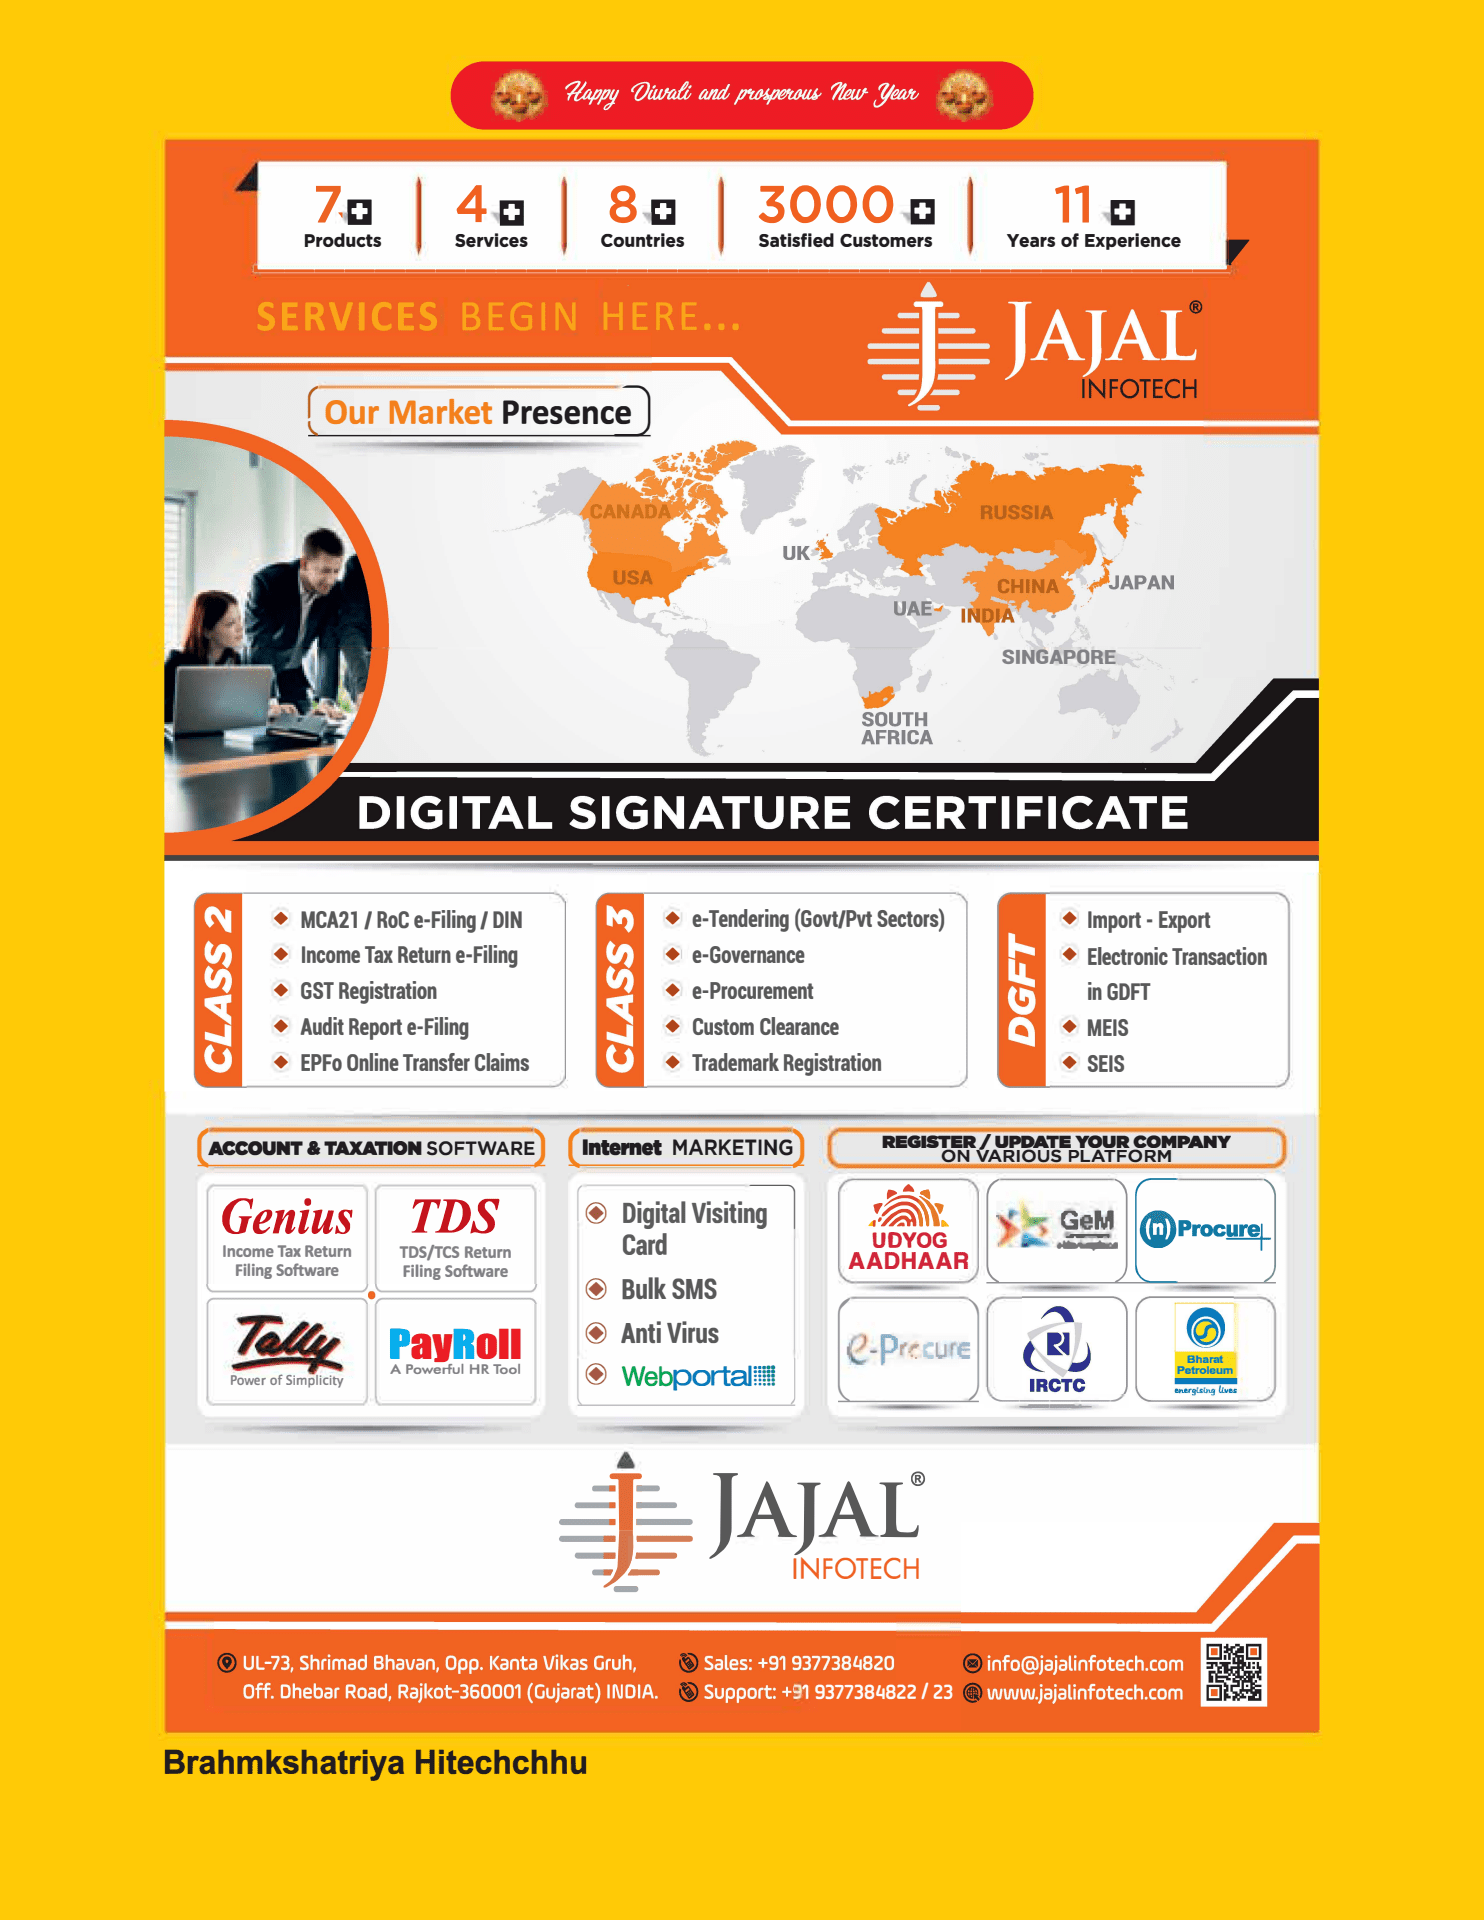 Happy Diwali and prosperous New Year
7+
Products
4+
Services
8+
Countries
3000+
Satisfied Customers
11+
Years of Experience
SERVICES BEGIN HERE...
JAJAL®
INFOTECH
Our Market Presence
CANADA
RUSSIA
UK
USA
CHINA
JAPAN
UAE
INDIA
SINGAPORE
SOUTH
AFRICA
DIGITAL SIGNATURE CERTIFICATE
CLASS 2
MCA21 / RoC e-Filing / DIN
Income Tax Return e-Filing
GST Registration
Audit Report e-Filing
EPFo Online Transfer Claims
CLASS 3
e-Tendering (Govt/Pvt Sectors)
e-Governance
e-Procurement
Custom Clearance
Trademark Registration
DGFT
Import - Export
Electronic Transaction
in GDFT
MEIS
SEIS
ACCOUNT & TAXATION SOFTWARE
Genius
Income Tax Return
Filing Software
TDS
TDS/TCS Return
Filing Software
Tally
Power of Simplicity
PayRoll
A Powerful HR Tool
Internet MARKETING
Digital Visiting
Card
Bulk SMS
Anti Virus
Webportal
REGISTER / UPDATE YOUR COMPANY
ON VARIOUS PLATFORM
UDYOG
AADHAAR
GeM
(n)Procure
e-Procure
IRCTC
Bharat
Petroleum
energising lives
JAJAL®
INFOTECH
UL-73, Shrimad Bhavan, Opp. Kanta Vikas Gruh,
Off. Dhebar Road, Rajkot-360001 (Gujarat) INDIA.
Sales: +91 9377384820
Support: +91 9377384822 / 23
info@jajalinfotech.com
www.jajalinfotech.com
Brahmkshatriya Hitechchhu